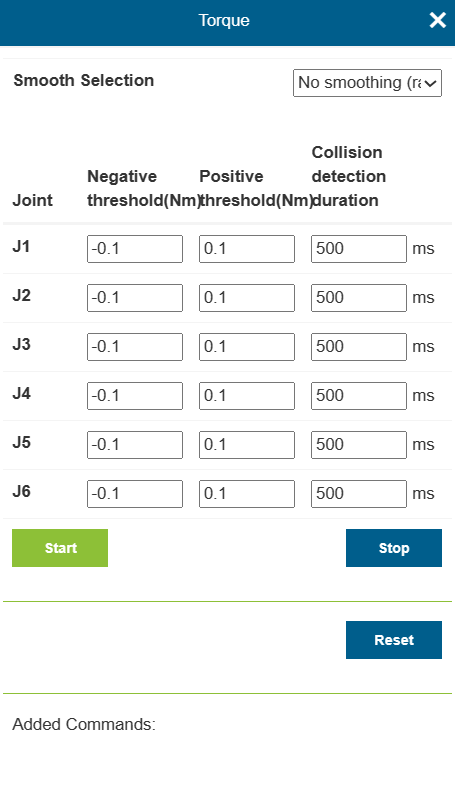 Torque
Smooth Selection No smoothing (ra
Collision
Negative Positive detection
Joint threshold(Nm) threshold(Nm) duration
J1 -0.1 0.1 500 ms
J2 -0.1 0.1 500 ms
J3 -0.1 0.1 500 ms
J4 -0.1 0.1 500 ms
J5 -0.1 0.1 500 ms
J6 -0.1 0.1 500 ms
Start Stop
Reset
Added Commands: